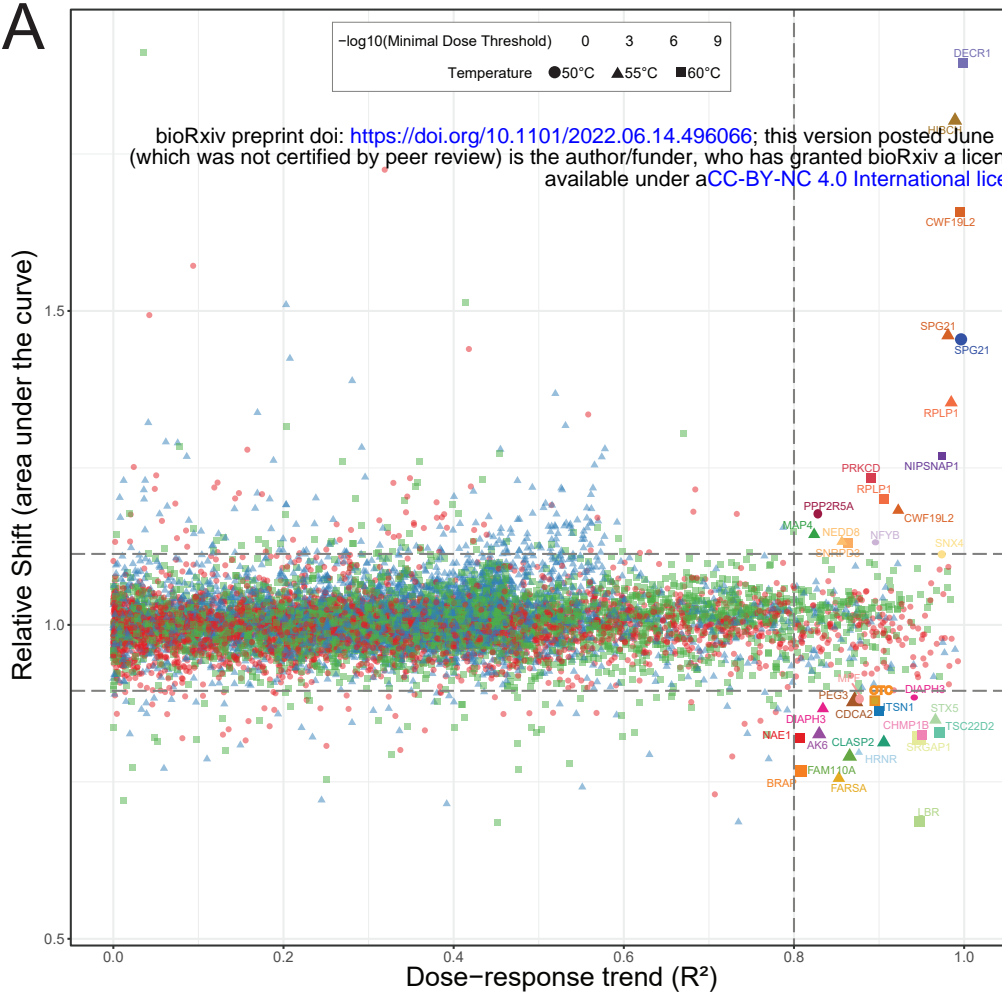 A
−log10(Minimal Dose Threshold) 0 3 6 9
Temperature 50°C 55°C 60°C
DECR1
HIBCH
bioRxiv preprint doi: https://doi.org/10.1101/2022.06.14.496066; this version posted June
(which was not certified by peer review) is the author/funder, who has granted bioRxiv a licen
available under aCC-BY-NC 4.0 International lice
CWF19L2
SPG21
SPG21
RPLP1
NIPSNAP1
PRKCD
RPLP1
PPP2R5A
CWF19L2
MAP4
NEDD8
NFYB
SNX4
SNRPD3
PEG3
DIAPH3
ITSN1
CDCA2
STX5
DIAPH3
CHMP1B
TSC22D2
NAE1
AK6
CLASP2
SRGAP1
HRNR
FAM110A
BRAP
FARSA
LBR
1.5
1.0
0.5
0.0 0.2 0.4 0.6 0.8 1.0
Relative Shift (area under the curve)
Dose−response trend (R²)